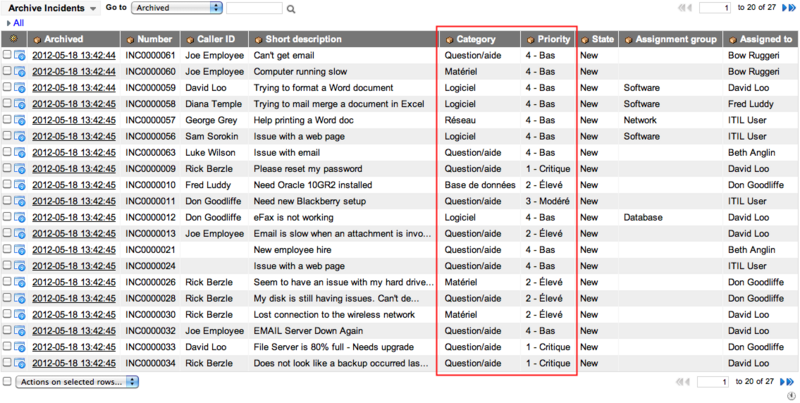 Archive Incidents Go to Archived 1 to 20 of 27
All
Archived Number Caller ID Short description Category Priority State Assignment group Assigned to
2012-05-18 13:42:44 INC0000061 Joe Employee Can't get email Question/aide 4 - Bas New Bow Ruggeri
2012-05-18 13:42:44 INC0000060 Joe Employee Computer running slow Matériel 4 - Bas New Bow Ruggeri
2012-05-18 13:42:44 INC0000059 David Loo Trying to format a Word document Logiciel 4 - Bas New Software David Loo
2012-05-18 13:42:45 INC0000058 Diana Temple Trying to mail merge a document in Excel Logiciel 4 - Bas New Software Fred Luddy
2012-05-18 13:42:45 INC0000057 George Grey Help printing a Word doc Réseau 4 - Bas New Network ITIL User
2012-05-18 13:42:45 INC0000056 Sam Sorokin Issue with a web page Logiciel 4 - Bas New Software ITIL User
2012-05-18 13:42:45 INC0000063 Luke Wilson Issue with email Question/aide 4 - Bas New Beth Anglin
2012-05-18 13:42:45 INC0000009 Rick Berzle Please reset my password Question/aide 1 - Critique New David Loo
2012-05-18 13:42:45 INC0000010 Fred Luddy Need Oracle 10GR2 installed Base de données 2 - Élevé New Don Goodliffe
2012-05-18 13:42:45 INC0000011 Don Goodliffe Need new Blackberry setup Question/aide 3 - Modéré New ITIL User
2012-05-18 13:42:45 INC0000012 Don Goodliffe eFax is not working Logiciel 4 - Bas New Database David Loo
2012-05-18 13:42:45 INC0000013 Joe Employee Email is slow when an attachment is invo... Question/aide 2 - Élevé New David Loo
2012-05-18 13:42:45 INC0000021 New employee hire Question/aide 4 - Bas New Beth Anglin
2012-05-18 13:42:45 INC0000024 Issue with a web page Question/aide 4 - Bas New ITIL User
2012-05-18 13:42:45 INC0000026 Rick Berzle Seem to have an issue with my hard drive... Matériel 2 - Élevé New Don Goodliffe
2012-05-18 13:42:45 INC0000028 Rick Berzle My disk is still having issues. Can't de... Question/aide 2 - Élevé New Don Goodliffe
2012-05-18 13:42:45 INC0000030 Rick Berzle Lost connection to the wireless network Matériel 2 - Élevé New David Loo
2012-05-18 13:42:45 INC0000032 Joe Employee EMAIL Server Down Again Question/aide 4 - Bas New David Loo
2012-05-18 13:42:45 INC0000033 David Loo File Server is 80% full - Needs upgrade Question/aide 1 - Critique New Don Goodliffe
2012-05-18 13:42:45 INC0000034 Rick Berzle Does not look like a backup occurred las... Question/aide 1 - Critique New David Loo
Actions on selected rows... 1 to 20 of 27